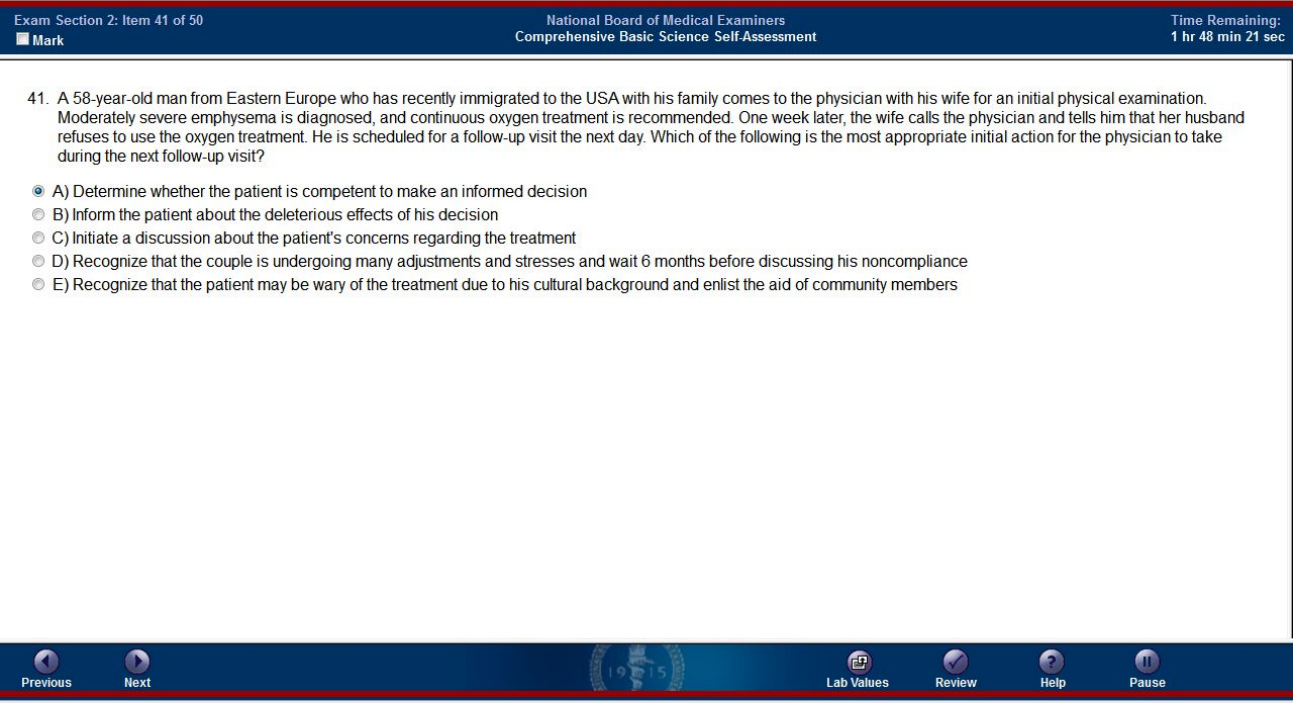 Exam Section 2: Item 41 of 50
National Board of Medical Examiners
Time Remaining:
Mark
Comprehensive Basic Science Self-Assessment
1 hr 48 min 21 sec
41. A 58-year-old man from Eastern Europe who has recently immigrated to the USA with his family comes to the physician with his wife for an initial physical examination.
Moderately severe emphysema is diagnosed, and continuous oxygen treatment is recommended. One week later, the wife calls the physician and tells him that her husband
refuses to use the oxygen treatment. He is scheduled for a follow-up visit the next day. Which of the following is the most appropriate initial action for the physician to take
during the next follow-up visit?
A) Determine whether the patient is competent to make an informed decision
B) Inform the patient about the deleterious effects of his decision
C) Initiate a discussion about the patient's concerns regarding the treatment
D) Recognize that the couple is undergoing many adjustments and stresses and wait 6 months before discussing his noncompliance
E) Recognize that the patient may be wary of the treatment due to his cultural background and enlist the aid of community members
1915
Previous
Next
Lab Values
Review
Help
Pause